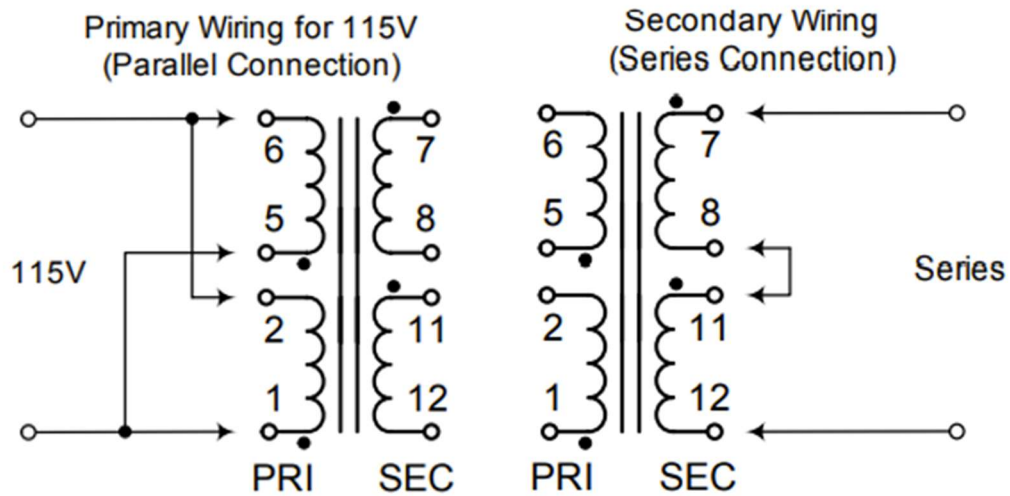 Primary Wiring for 115V
(Parallel Connection)
6
7
5
8
115V
2
11
1
12
PRI SEC
Secondary Wiring
(Series Connection)
6
7
5
8
Series
2
11
1
12
PRI SEC